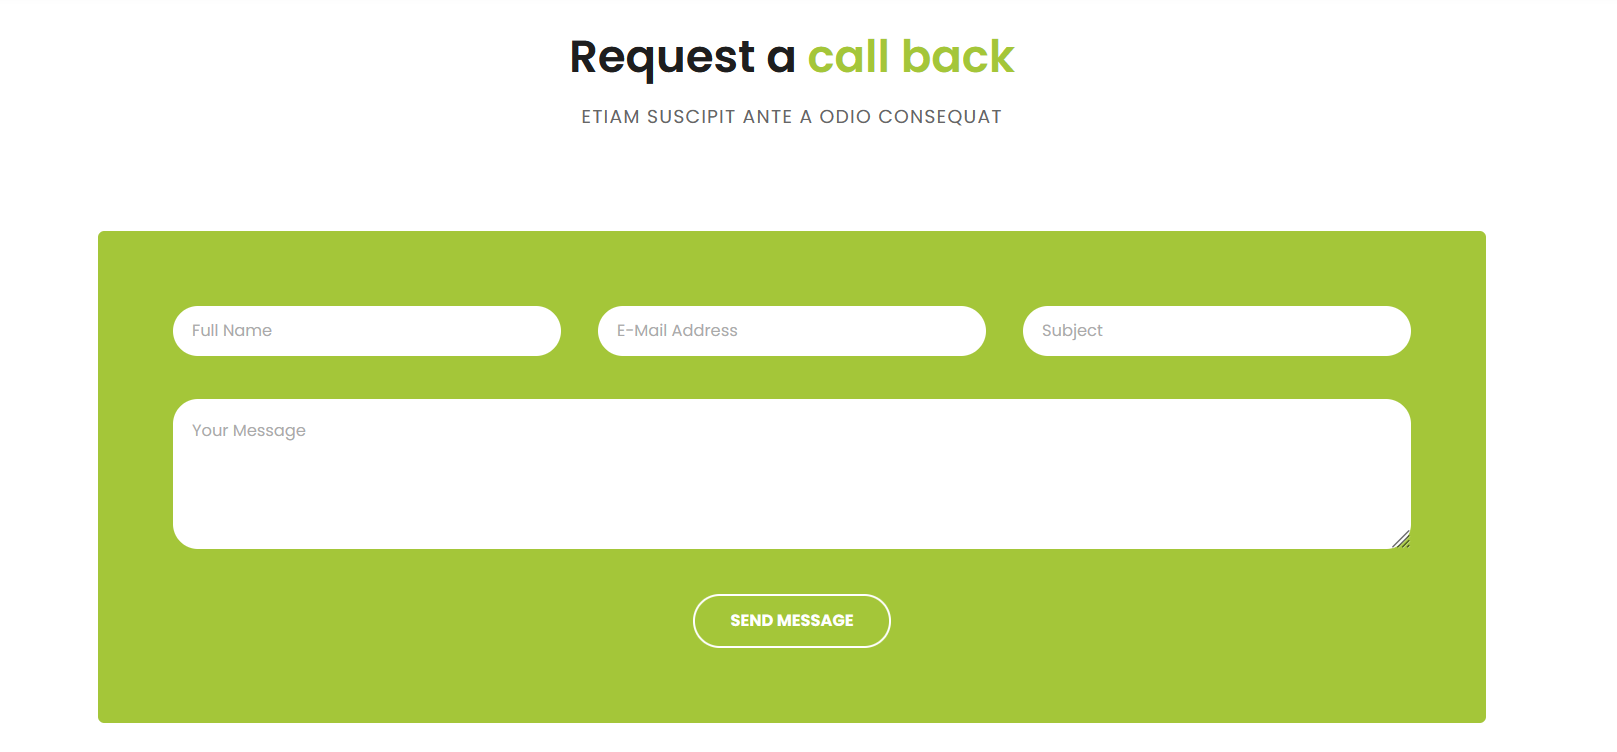 Request a call back
ETIAM SUSCIPIT ANTE A ODIO CONSEQUAT
Full Name
E-Mail Address
Subject
Your Message
SEND MESSAGE